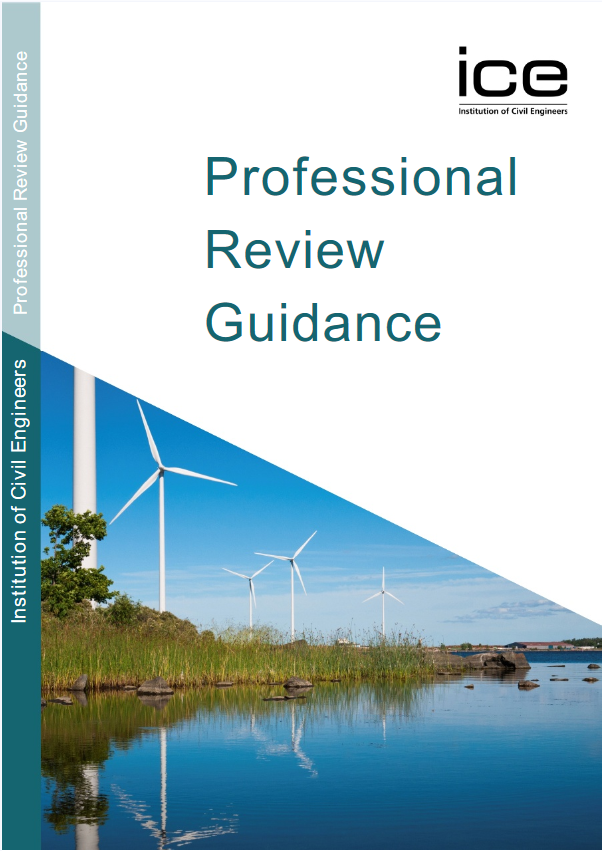 ice
Institution of Civil Engineers
Professional
Review
Guidance
Professional Review Guidance
Institution of Civil Engineers